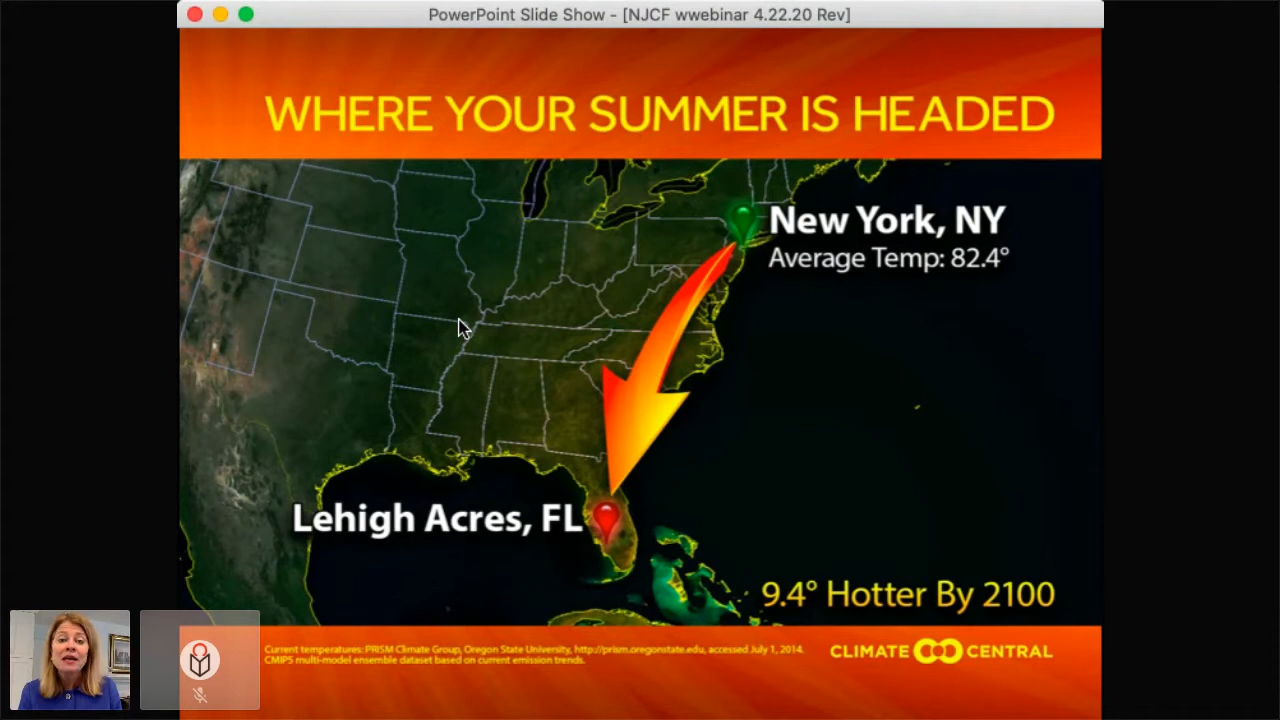 PowerPoint Slide Show - [NJCF wwebinar 4.22.20 Rev]
WHERE YOUR SUMMER IS HEADED
New York, NY
Average Temp: 82.4°
Lehigh Acres, FL
9.4° Hotter By 2100
Current temperatures: PRISM Climate Group, Oregon State University, http://prism.oregonstate.edu, accessed July 1, 2014.
CMIP5 multi-model ensemble dataset based on current emission trends.
CLIMATE CENTRAL